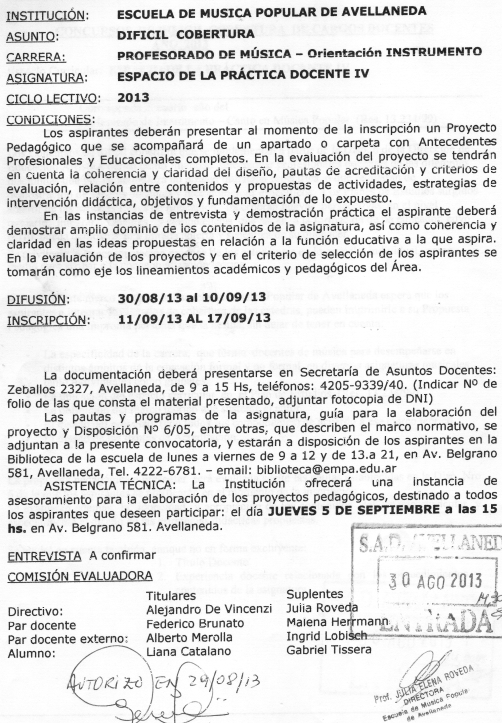 INSTITUCIÓN: ESCUELA DE MUSICA POPULAR DE AVELLANEDA
ASUNTO: DIFICIL COBERTURA
CARRERA: PROFESORADO DE MÚSICA – Orientación INSTRUMENTO
ASIGNATURA: ESPACIO DE LA PRÁCTICA DOCENTE IV
CICLO LECTIVO: 2013
CONDICIONES:
Los aspirantes deberán presentar al momento de la inscripción un Proyecto
Pedagógico que se acompañará de un apartado o carpeta con Antecedentes
Profesionales y Educacionales completos. En la evaluación del proyecto se tendrán
en cuenta la coherencia y claridad del diseño, pautas de acreditación y criterios de
evaluación, relación entre contenidos y propuestas de actividades, estrategias de
intervención didáctica, objetivos y fundamentación de lo expuesto.
En las instancias de entrevista y demostración práctica el aspirante deberá
demostrar amplio dominio de los contenidos de la asignatura, así como coherencia y
claridad en las ideas propuestas en relación a la función educativa a la que aspira.
En la evaluación de los proyectos y en el criterio de selección de los aspirantes se
tomarán como eje los lineamientos académicos y pedagógicos del Área.
DIFUSIÓN: 30/08/13 al 10/09/13
INSCRIPCIÓN: 11/09/13 AL 17/09/13
La documentación deberá presentarse en Secretaría de Asuntos Docentes:
Zeballos 2327, Avellaneda, de 9 a 15 Hs, teléfonos: 4205-9339/40. (Indicar Nº de
folio de las que consta el material presentado, adjuntar fotocopia de DNI)
Las pautas y programas de la asignatura, guía para la elaboración del
proyecto y Disposición Nº 6/05, entre otras, que describen el marco normativo, se
adjuntan a la presente convocatoria, y estarán a disposición de los aspirantes en la
Biblioteca de la escuela de lunes a viernes de 9 a 12 y de 13.a 21, en Av. Belgrano
581, Avellaneda, Tel. 4222-6781. – email: biblioteca@empa.edu.ar
ASISTENCIA TÉCNICA: La Institución ofrecerá una instancia de
asesoramiento para la elaboración de los proyectos pedagógicos, destinado a todos
los aspirantes que deseen participar: el día JUEVES 5 DE SEPTIEMBRE a las 15
hs. en Av. Belgrano 581. Avellaneda.
ENTREVISTA A confirmar
COMISIÓN EVALUADORA
Titulares Suplentes
Directivo: Alejandro De Vincenzi Julia Roveda
Par docente Federico Brunato Malena Herrmann
Par docente externo: Alberto Merolla Ingrid Lobisch
Alumno: Liana Catalano Gabriel Tissera
S.A.D. AVELLANED
30 AGO 2013
ENTRADA
AUTORIZO EN 29/08/13
Prof. JULIA ELENA ROVEDA
DIRECTORA
Escuela de Música Popular
de Avellaneda